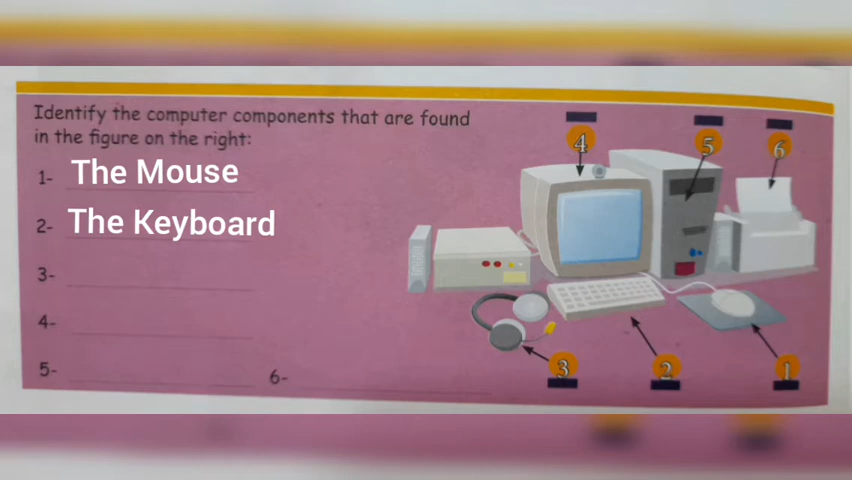 Identify the computer components that are found
in the figure on the right:
1- The Mouse
2- The Keyboard
3-
4-
5- 6-
4 5 6
3 2 1